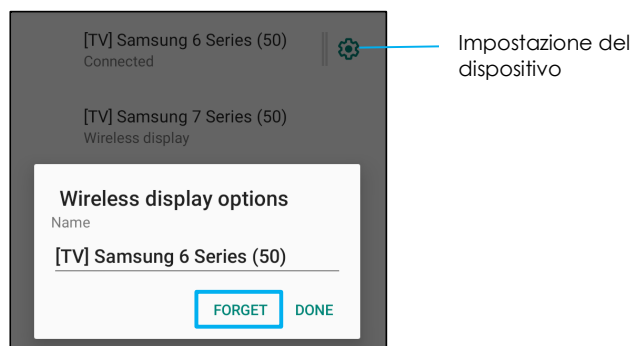 [TV] Samsung 6 Series (50)
Connected
Impostazione del
dispositivo
[TV] Samsung 7 Series (50)
Wireless display
Wireless display options
Name
[TV] Samsung 6 Series (50)
FORGET DONE